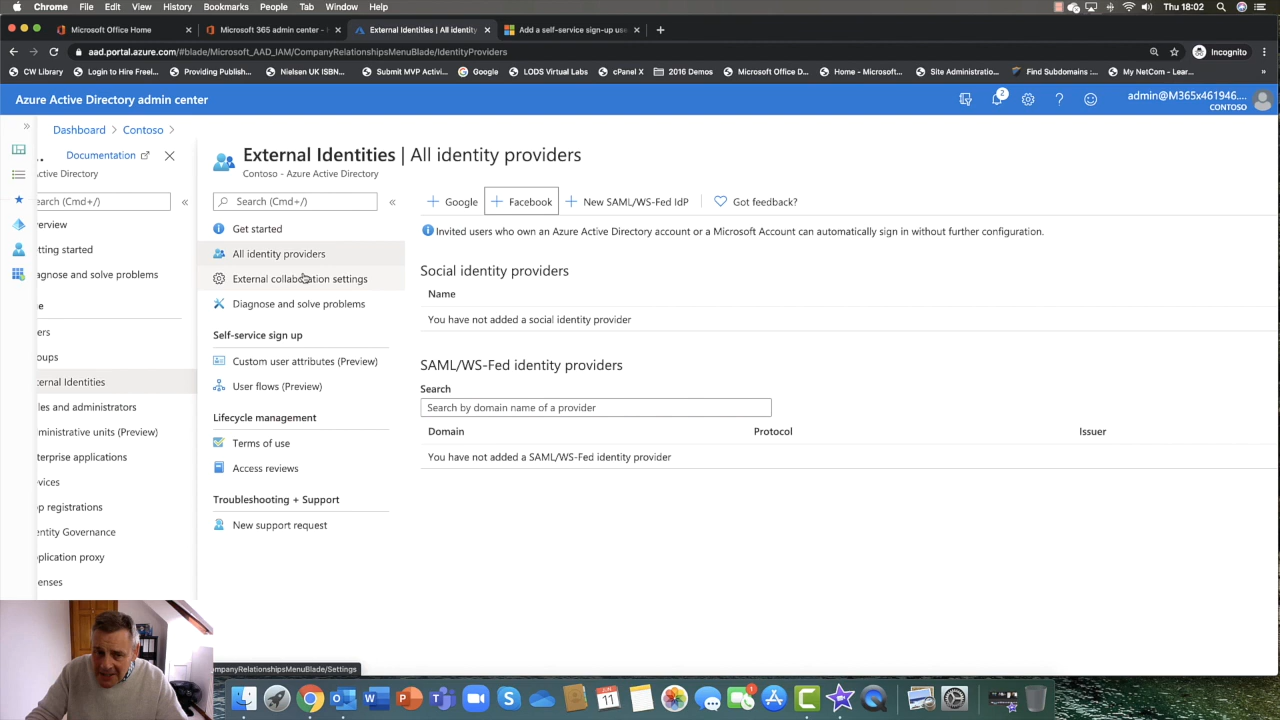 Chrome File Edit View History Bookmarks People Tab Window Help Thu 18:02
Microsoft Office Home
Microsoft 365 admin center -
External Identities | All identity
Add a self-service sign-up use
aad.portal.azure.com/#blade/Microsoft_AAD_IAM/CompanyRelationshipsMenuBlade/IdentityProviders
Incognito
CW Library
Login to Hire Freel...
Providing Publish...
Nielsen UK ISBN...
Submit MVP Activi...
Google
LODS Virtual Labs
cPanel X
2016 Demos
Microsoft Office D...
Home - Microsoft...
Site Administratio...
Find Subdomains :...
My NetCom - Lear...
»
Azure Active Directory admin center
2
admin@M365x461946....
CONTOSO
Dashboard > Contoso >
Documentation
ctive Directory
earch (Cmd+/)
verview
etting started
agnose and solve problems
ge
ers
oups
ternal Identities
les and administrators
ministrative units (Preview)
terprise applications
vices
p registrations
entity Governance
plication proxy
enses
External Identities | All identity providers
Contoso - Azure Active Directory
Search (Cmd+/)
Get started
All identity providers
External collaboration settings
Diagnose and solve problems
Self-service sign up
Custom user attributes (Preview)
User flows (Preview)
Lifecycle management
Terms of use
Access reviews
Troubleshooting + Support
New support request
Google
Facebook
New SAML/WS-Fed IdP
Got feedback?
Invited users who own an Azure Active Directory account or a Microsoft Account can automatically sign in without further configuration.
Social identity providers
Name
You have not added a social identity provider
SAML/WS-Fed identity providers
Search
Search by domain name of a provider
Domain Protocol Issuer
You have not added a SAML/WS-Fed identity provider
ompanyRelationshipsMenuBlade/Settings
11
1